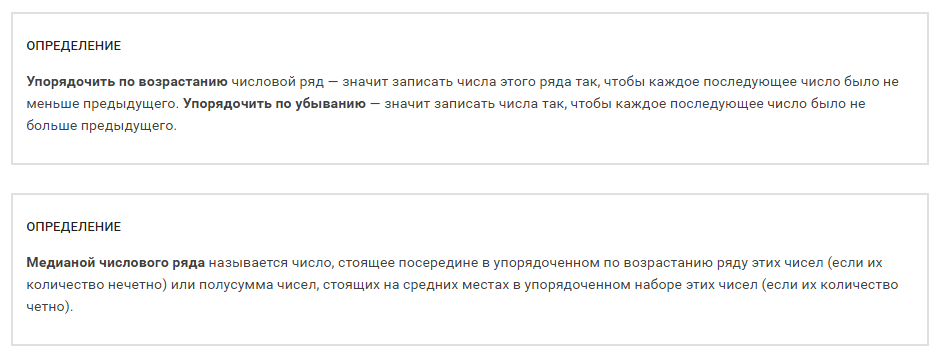 ОПРЕДЕЛЕНИЕ
Упорядочить по возрастанию числовой ряд — значит записать числа этого ряда так, чтобы каждое последующее число было не
меньше предыдущего. Упорядочить по убыванию — значит записать числа так, чтобы каждое последующее число было не
больше предыдущего.
ОПРЕДЕЛЕНИЕ
Медианой числового ряда называется число, стоящее посередине в упорядоченном по возрастанию ряду этих чисел (если их
количество нечетно) или полусумма чисел, стоящих на средних местах в упорядоченном наборе этих чисел (если их количество
четно).